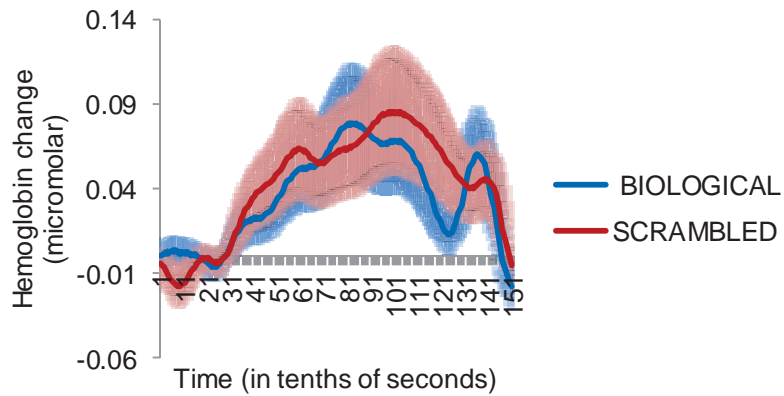 0.14
0.09
0.04
-0.01
-0.06
Hemoglobin change
(micromolar)
1 11 21 31 41 51 61 71 81 91 101 111 121 131 141 151
Time (in tenths of seconds)
BIOLOGICAL
SCRAMBLED